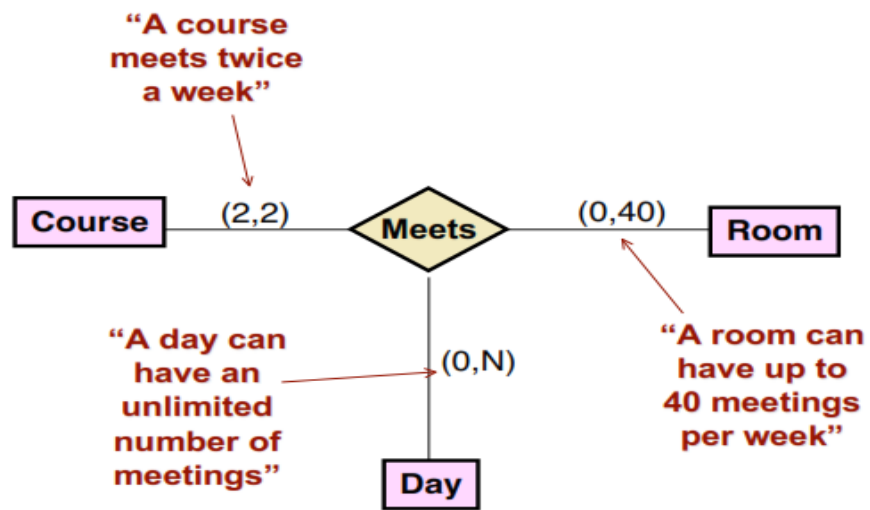 “A course
meets twice
a week”
Course
(2,2)
Meets
(0,40)
Room
“A day can
have an
unlimited
number of
meetings”
(0,N)
“A room can
have up to
40 meetings
per week”
Day